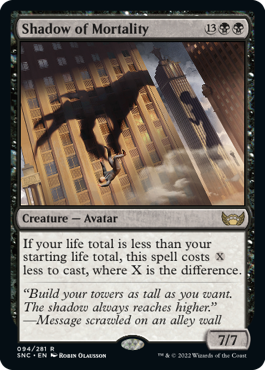 Shadow of Mortality 13
Creature — Avatar
If your life total is less than your
starting life total, this spell costs X
less to cast, where X is the difference.
“Build your towers as tall as you want.
The shadow always reaches higher.”
—Message scrawled on an alley wall
7/7
094/281 R
SNC • EN Robin Olausson
™ & © 2022 Wizards of the Coast